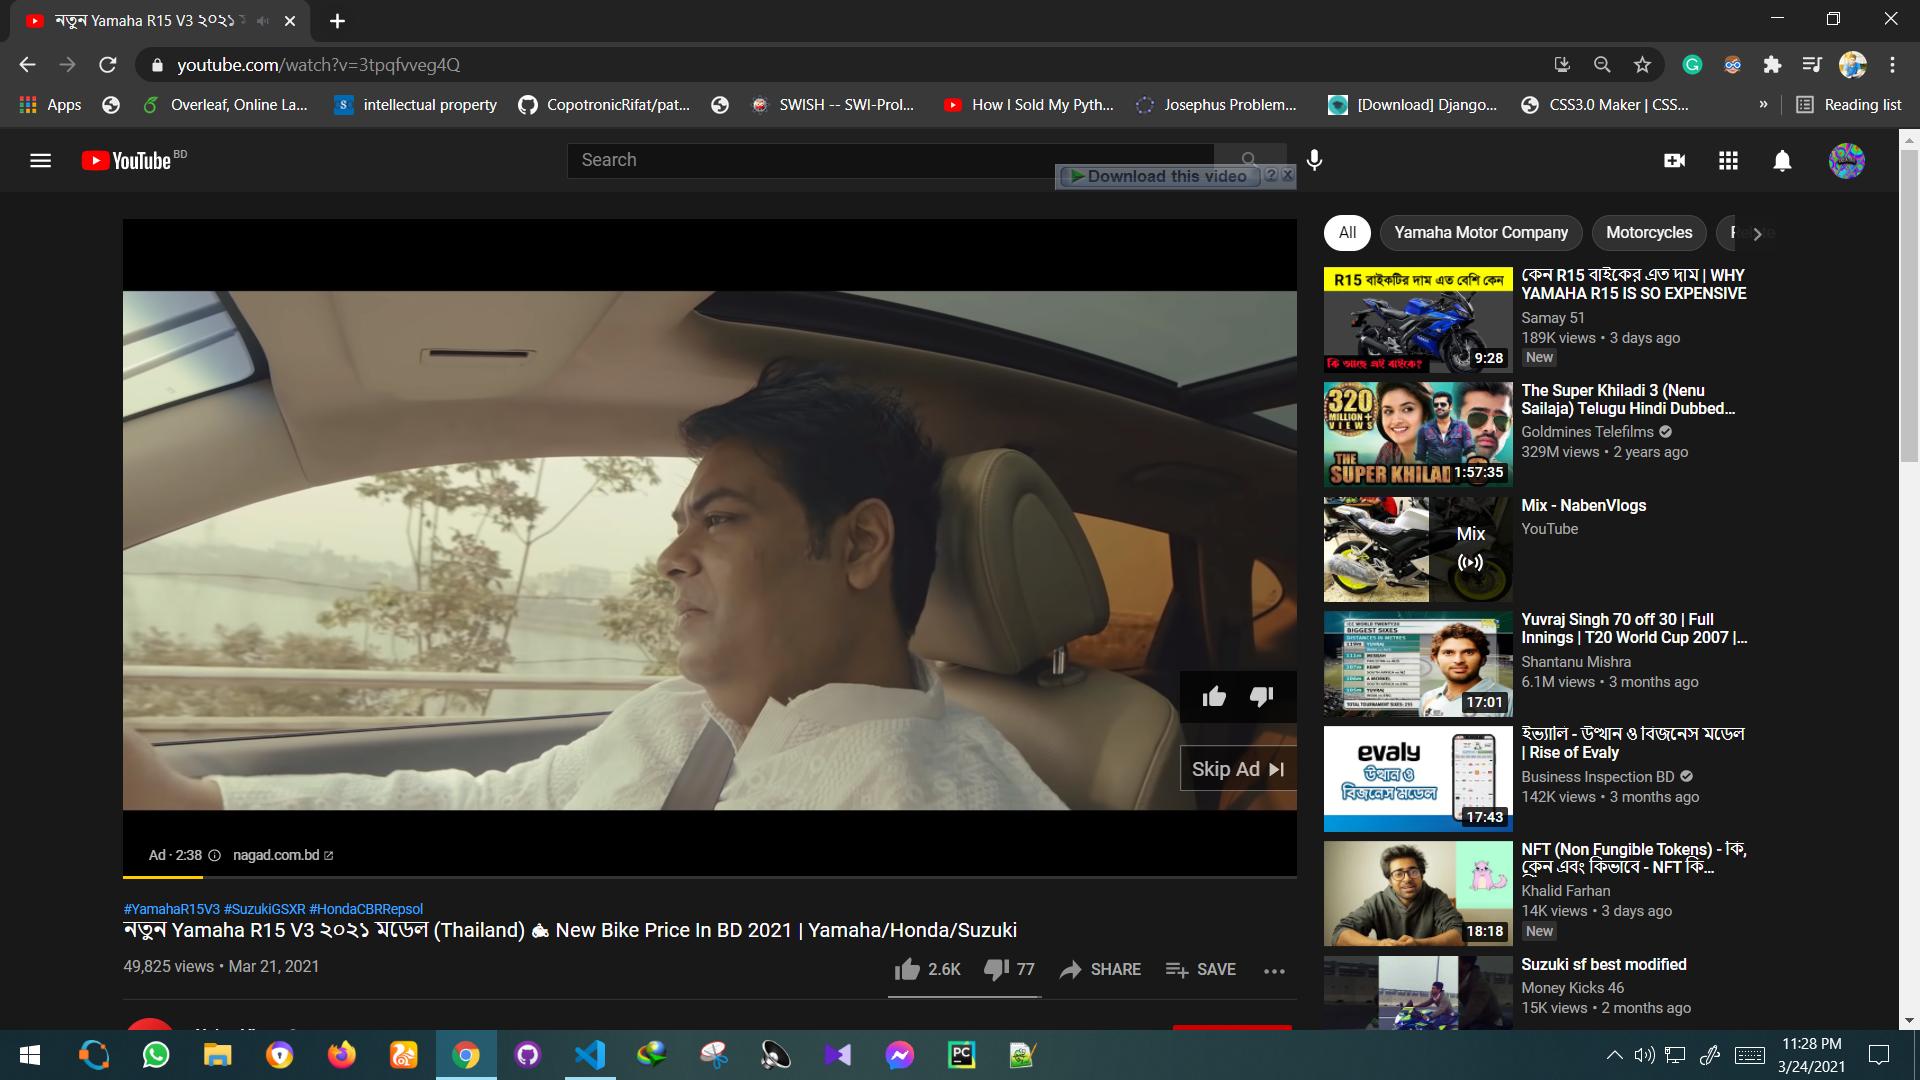 নতুন Yamaha R15 V3 ২০২১
youtube.com/watch?v=3tpqfvveg4Q
Apps
Overleaf, Online La...
intellectual property
CopotronicRifat/pat...
SWISH -- SWI-Prol...
How I Sold My Pyth...
Josephus Problem...
[Download] Django...
CSS3.0 Maker | CSS...
»
Reading list
YouTube BD
Search
Download this video
All
Yamaha Motor Company
Motorcycles
R15 বাইকটির দাম এত বেশি কেন
কি আছে এই বাইকে?
9:28
কেন R15 বাইকের এত দাম | WHY
YAMAHA R15 IS SO EXPENSIVE
Samay 51
189K views • 3 days ago
New
320
MILLION+
VIEWS
THE
SUPER KHILAD
1:57:35
The Super Khiladi 3 (Nenu
Sailaja) Telugu Hindi Dubbed...
Goldmines Telefilms
329M views • 2 years ago
Mix
Mix - NabenVlogs
YouTube
ICC WORLD TWENTY20
BIGGEST SIXES
DISTANCES IN METRES
17:01
Yuvraj Singh 70 off 30 | Full
Innings | T20 World Cup 2007 |...
Shantanu Mishra
6.1M views • 3 months ago
evaly
উত্থান ও
বিজনেস মডেল
17:43
ইভ্যালি - উত্থান ও বিজনেস মডেল
| Rise of Evaly
Business Inspection BD
142K views • 3 months ago
18:18
NFT (Non Fungible Tokens) - কি,
কেন এবং কিভাবে - NFT কি...
Khalid Farhan
14K views • 3 days ago
New
Suzuki sf best modified
Money Kicks 46
15K views • 2 months ago
Skip Ad
Ad · 2:38
nagad.com.bd
#YamahaR15V3 #SuzukiGSXR #HondaCBRRepsol
নতুন Yamaha R15 V3 ২০২১ মডেল (Thailand) 🏍 New Bike Price In BD 2021 | Yamaha/Honda/Suzuki
49,825 views • Mar 21, 2021
2.6K
77
SHARE
SAVE
11:28 PM
3/24/2021